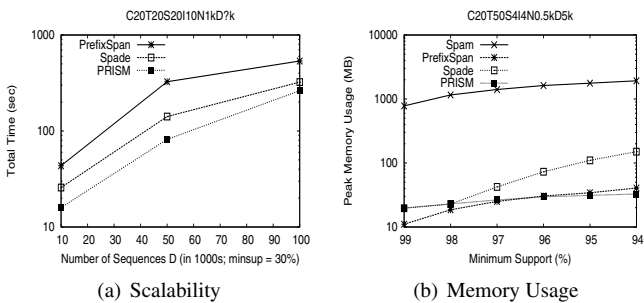 C20T20S20I10N1kD?k
Total Time (sec)
1000
100
10
PrefixSpan
Spade
PRISM
10 20 30 40 50 60 70 80 90 100
Number of Sequences D (in 1000s; minsup = 30%)
(a) Scalability
C20T50S4I4N0.5kD5k
Peak Memory Usage (MB)
1000
100
10
Spam
PrefixSpan
Spade
PRISM
99 98 97 96 95 94
Minimum Support (%)
(b) Memory Usage